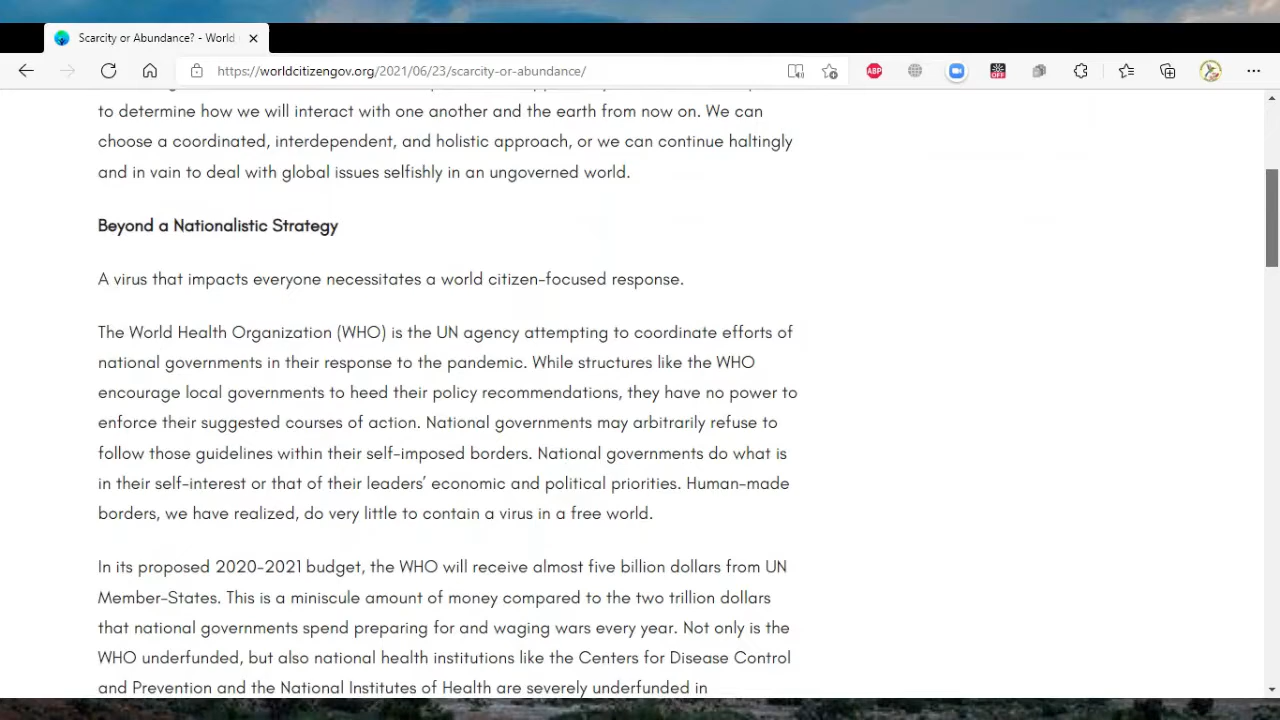 Scarcity or Abundance? - World
https://worldcitizengov.org/2021/06/23/scarcity-or-abundance/
ABP
OFF
to determine how we will interact with one another and the earth from now on. We can
choose a coordinated, interdependent, and holistic approach, or we can continue haltingly
and in vain to deal with global issues selfishly in an ungoverned world.
Beyond a Nationalistic Strategy
A virus that impacts everyone necessitates a world citizen-focused response.
The World Health Organization (WHO) is the UN agency attempting to coordinate efforts of
national governments in their response to the pandemic. While structures like the WHO
encourage local governments to heed their policy recommendations, they have no power to
enforce their suggested courses of action. National governments may arbitrarily refuse to
follow those guidelines within their self-imposed borders. National governments do what is
in their self-interest or that of their leaders’ economic and political priorities. Human-made
borders, we have realized, do very little to contain a virus in a free world.
In its proposed 2020-2021 budget, the WHO will receive almost five billion dollars from UN
Member-States. This is a miniscule amount of money compared to the two trillion dollars
that national governments spend preparing for and waging wars every year. Not only is the
WHO underfunded, but also national health institutions like the Centers for Disease Control
and Prevention and the National Institutes of Health are severely underfunded in